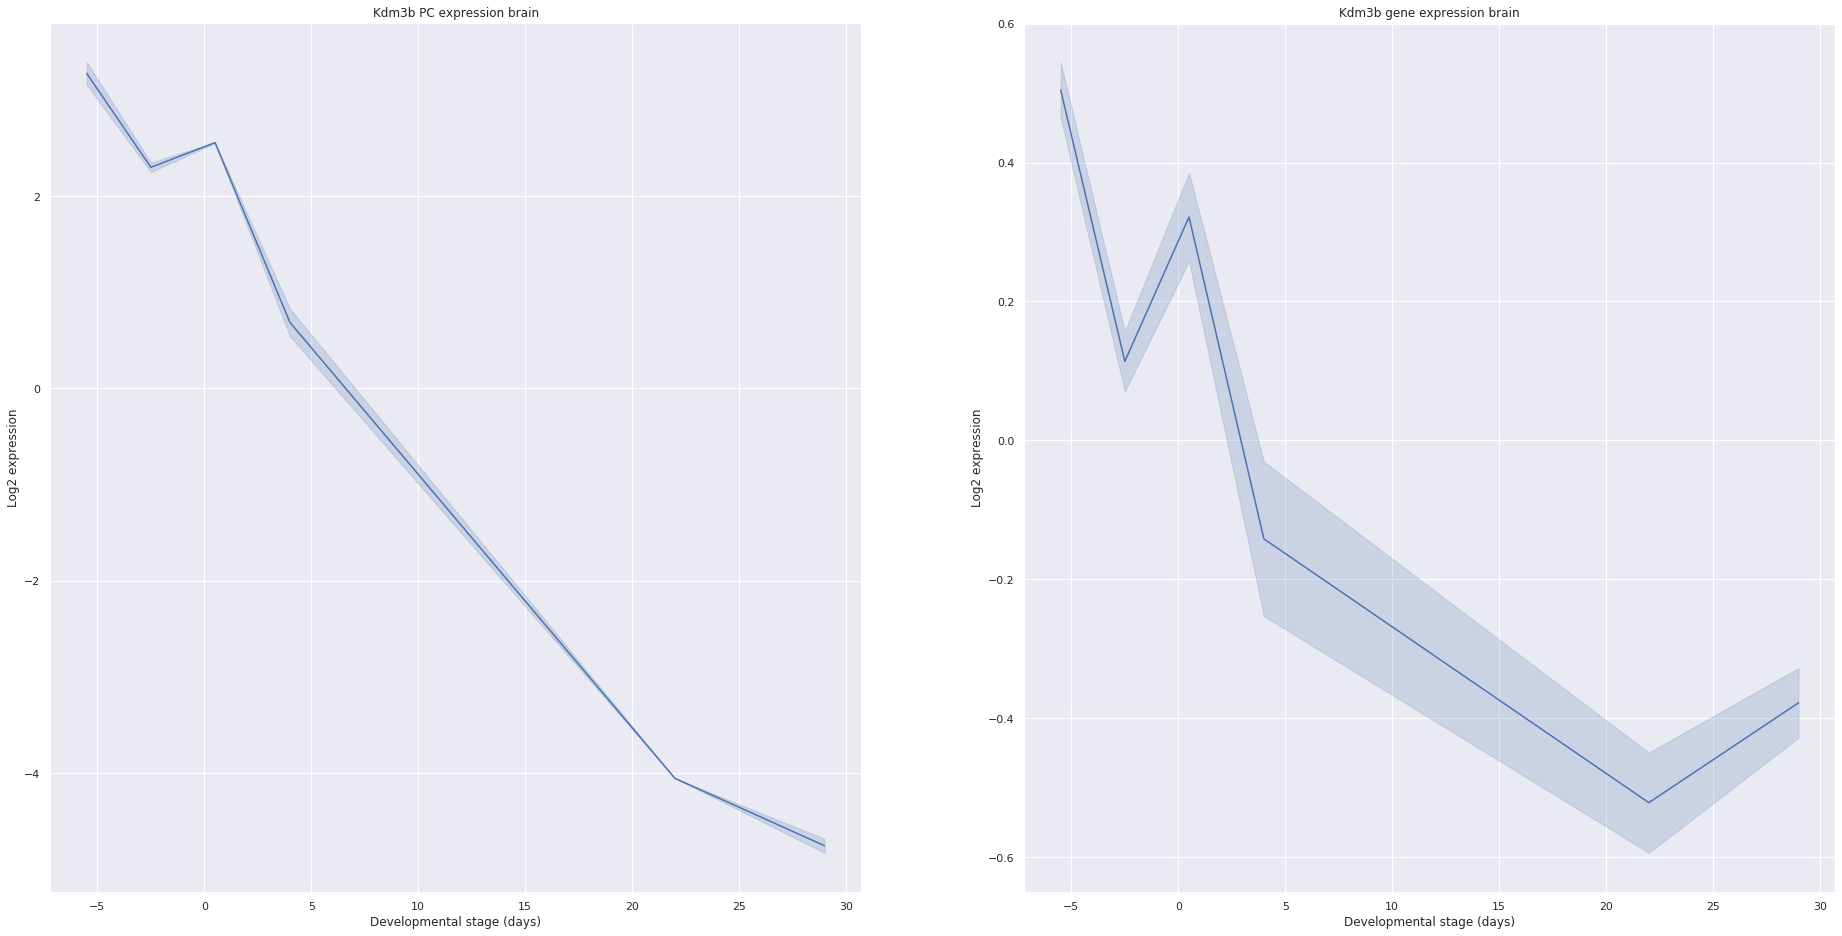 Kdm3b PC expression brain
Log2 expression
2
0
−2
−4
−5 0 5 10 15 20 25 30
Developmental stage (days)
Kdm3b gene expression brain
Log2 expression
0.6
0.4
0.2
0.0
−0.2
−0.4
−0.6
−5 0 5 10 15 20 25 30
Developmental stage (days)